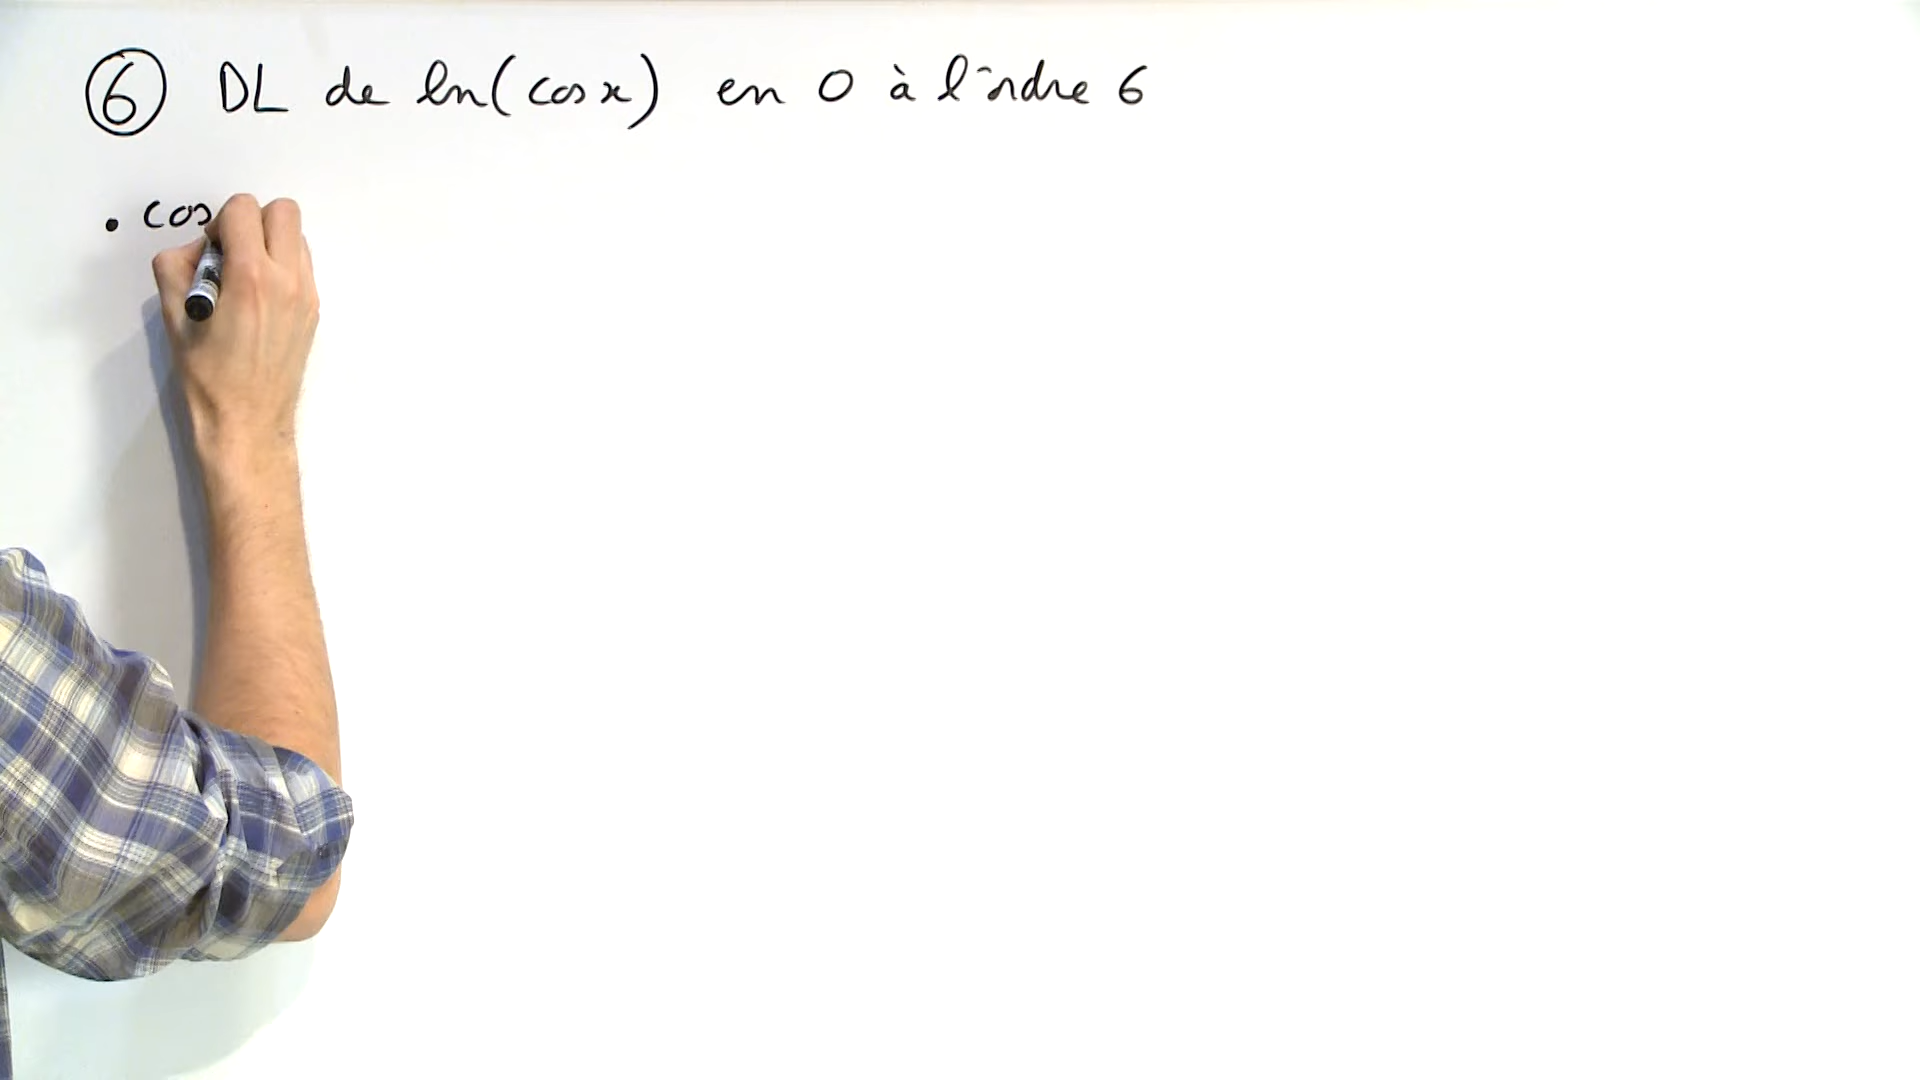 ⑥ DL de ln(cos x) en 0 à l'ordre 6
. cos